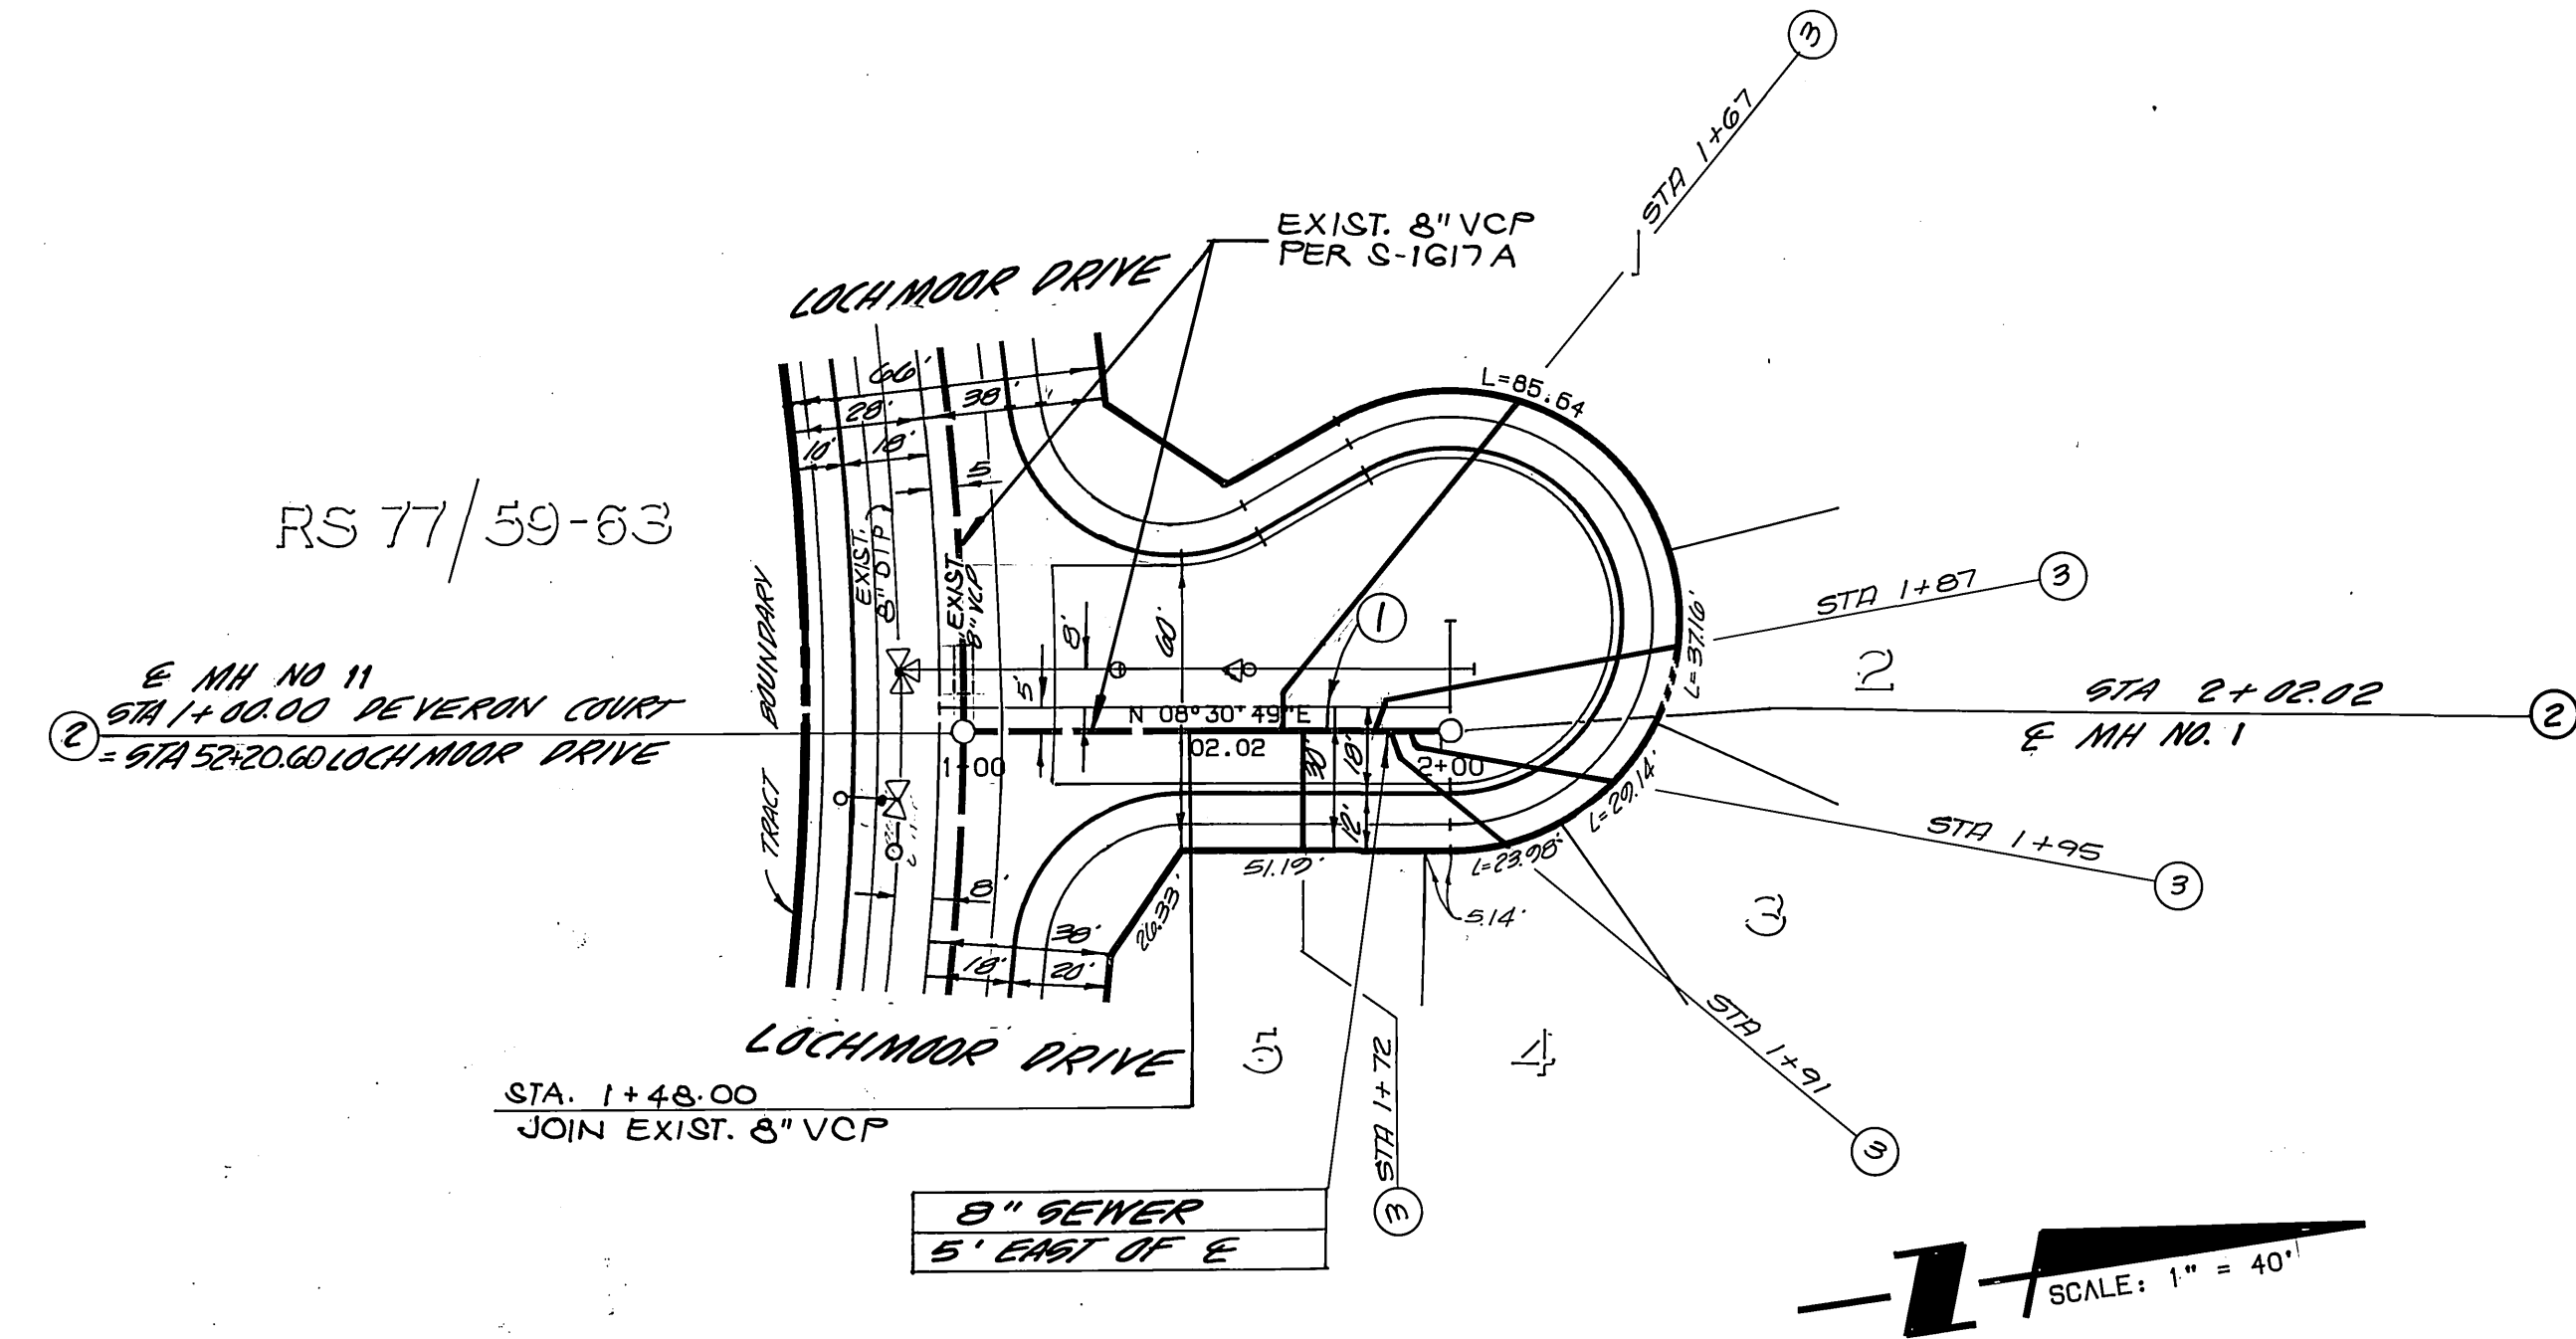 3
STA 1+67
1
EXIST. 8" VCP
PER S-1617A
LOCHMOOR DRIVE
66'
28'
38'
10'
18'
5
L=85.64
RS 77/59-63
EXIST.
8" DIP
EXIST
8" VCP
TRACT BOUNDARY
8'
60'
5'
1
STA 1+87
3
L=37.16'
2
℄ MH NO 11
2
STA 1+00.00 DEVERON COURT
= STA 52+20.60 LOCHMOOR DRIVE
N 08°30'49"E
102.02
1+00
2+00
30'
18'
12'
STA 2+02.02
℄ MH NO. 1
2
L=29.14'
STA 1+95
3
51.19'
L=23.98'
5.14'
3
8'
38'
18'
20'
26.33'
LOCHMOOR DRIVE
5
4
STA 1+72
3
STA 1+91
3
STA. 1+48.00
JOIN EXIST. 8" VCP
8" SEWER
5' EAST OF ℄
SCALE: 1" = 40'